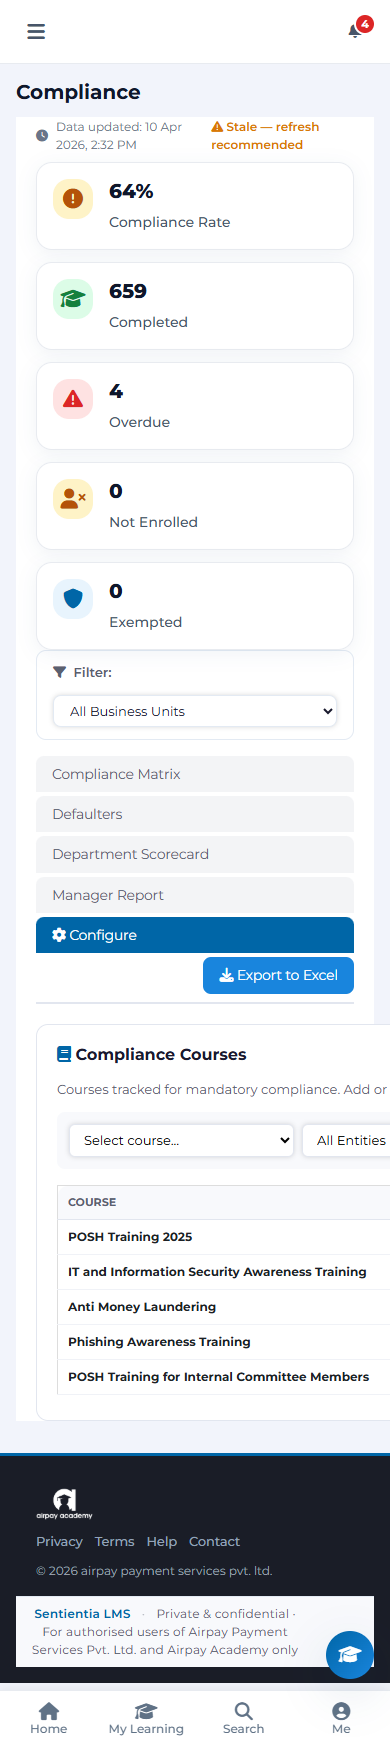 4
Compliance
Data updated: 10 Apr 2026, 2:32 PM
Stale — refresh recommended
64%
Compliance Rate
659
Completed
4
Overdue
0
Not Enrolled
0
Exempted
Filter:
All Business Units
Compliance Matrix
Defaulters
Department Scorecard
Manager Report
Configure
Export to Excel
Compliance Courses
Courses tracked for mandatory compliance. Add or
Select course... All Entities
COURSE
POSH Training 2025
IT and Information Security Awareness Training
Anti Money Laundering
Phishing Awareness Training
POSH Training for Internal Committee Members
airpay academy
Privacy Terms Help Contact
© 2026 airpay payment services pvt. ltd.
Sentientia LMS · Private & confidential ·
For authorised users of Airpay Payment
Services Pvt. Ltd. and Airpay Academy only
Home My Learning Search Me